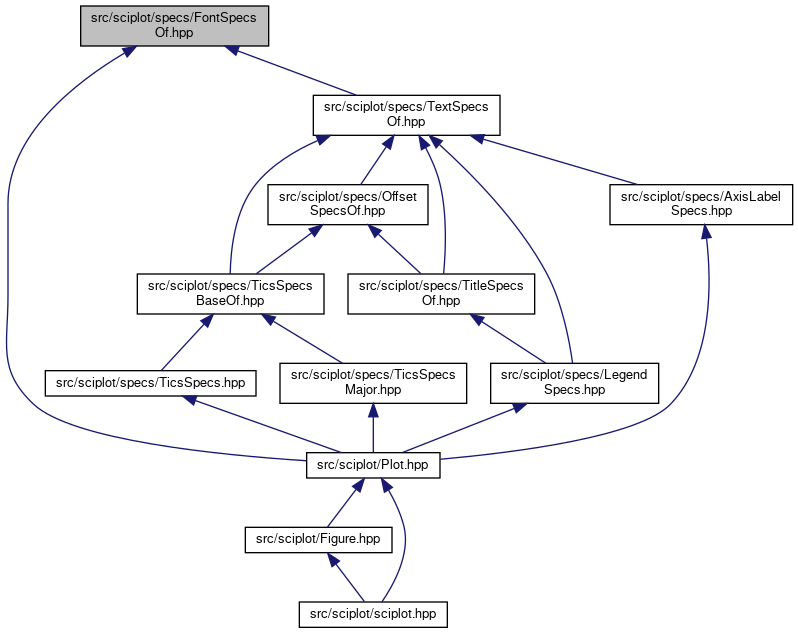 src/sciplot/specs/FontSpecs
Of.hpp
src/sciplot/specs/TextSpecs
Of.hpp
src/sciplot/specs/Offset
SpecsOf.hpp
src/sciplot/specs/AxisLabel
Specs.hpp
src/sciplot/specs/TicsSpecs
BaseOf.hpp
src/sciplot/specs/TitleSpecs
Of.hpp
src/sciplot/specs/TicsSpecs.hpp
src/sciplot/specs/TicsSpecs
Major.hpp
src/sciplot/specs/Legend
Specs.hpp
src/sciplot/Plot.hpp
src/sciplot/Figure.hpp
src/sciplot/sciplot.hpp